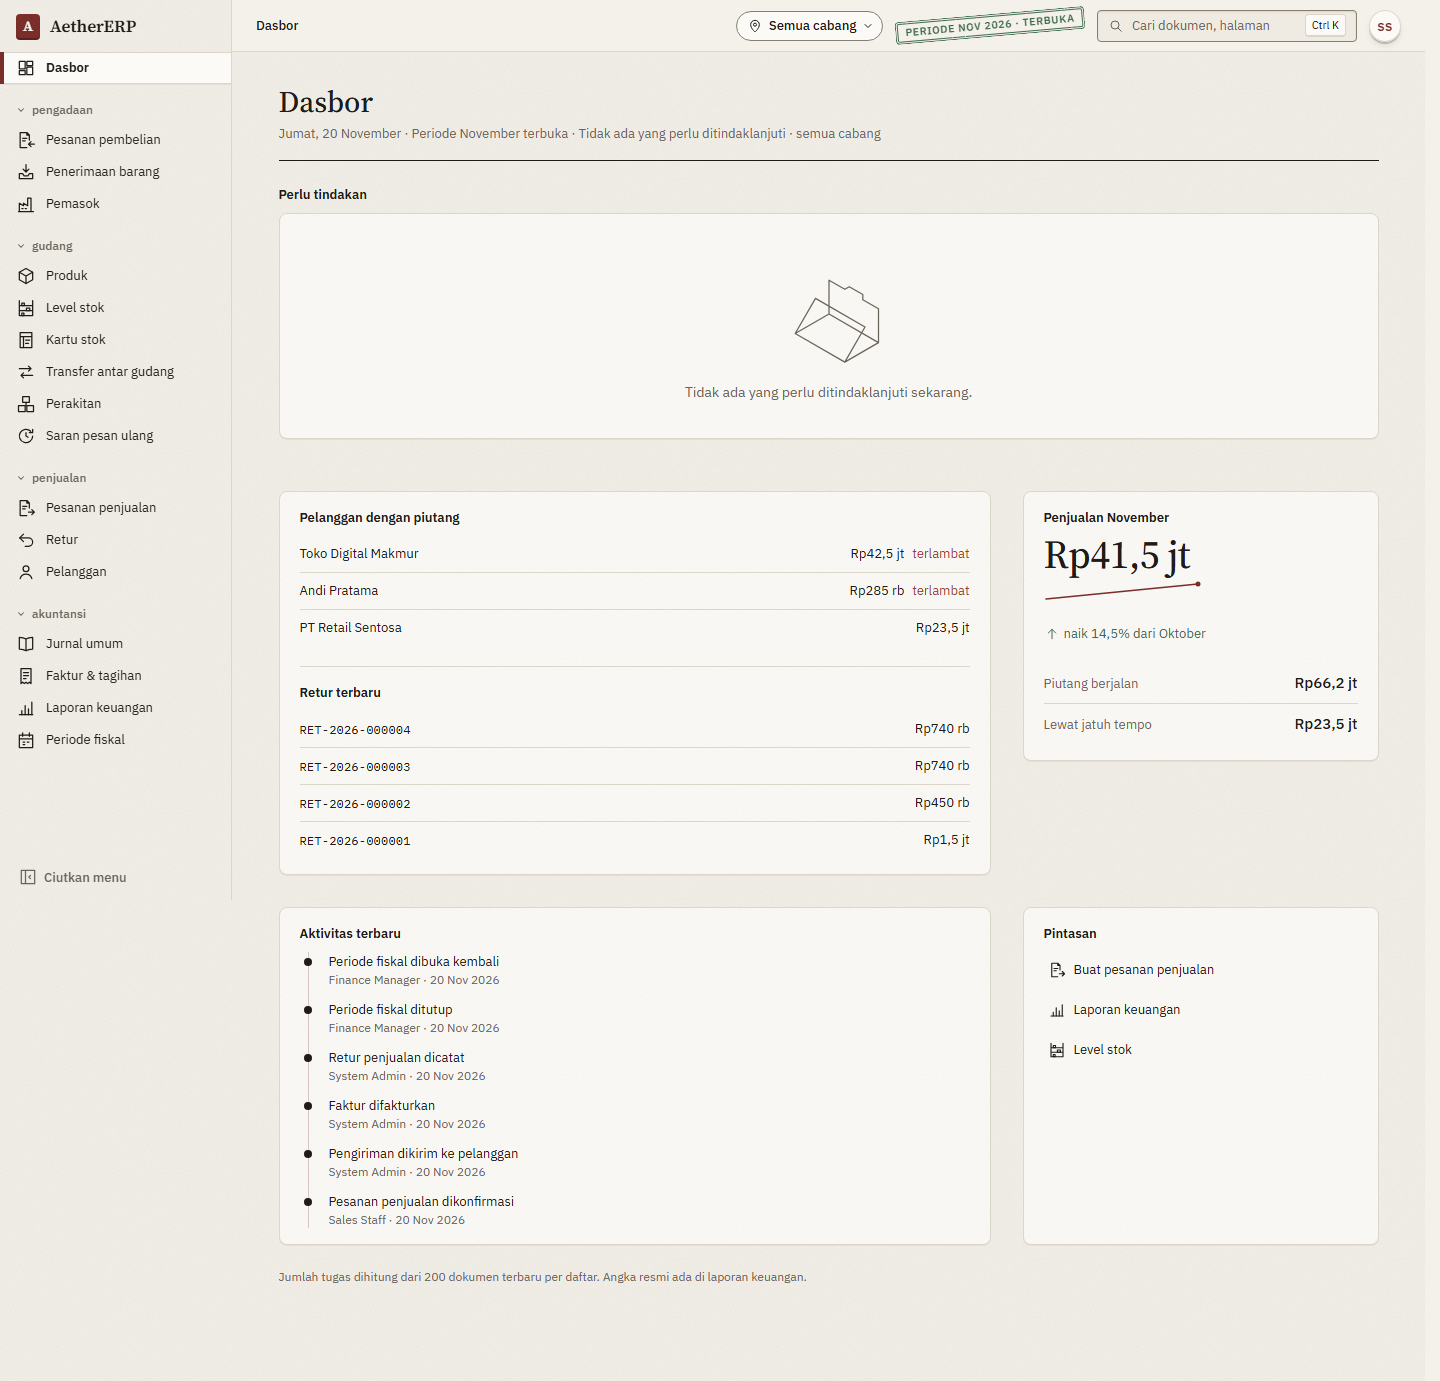 A AetherERP
Dasbor
Semua cabang
PERIODE NOV 2026 · TERBUKA
Cari dokumen, halaman
Ctrl K
SS
Dasbor
pengadaan
Pesanan pembelian
Penerimaan barang
Pemasok
gudang
Produk
Level stok
Kartu stok
Transfer antar gudang
Perakitan
Saran pesan ulang
penjualan
Pesanan penjualan
Retur
Pelanggan
akuntansi
Jurnal umum
Faktur & tagihan
Laporan keuangan
Periode fiskal
Ciutkan menu
Dasbor
Jumat, 20 November · Periode November terbuka · Tidak ada yang perlu ditindaklanjuti · semua cabang
Perlu tindakan
Tidak ada yang perlu ditindaklanjuti sekarang.
Pelanggan dengan piutang
Toko Digital Makmur Rp42,5 jt terlambat
Andi Pratama Rp285 rb terlambat
PT Retail Sentosa Rp23,5 jt
Retur terbaru
RET-2026-000004 Rp740 rb
RET-2026-000003 Rp740 rb
RET-2026-000002 Rp450 rb
RET-2026-000001 Rp1,5 jt
Penjualan November
Rp41,5 jt
↑ naik 14,5% dari Oktober
Piutang berjalan Rp66,2 jt
Lewat jatuh tempo Rp23,5 jt
Aktivitas terbaru
Periode fiskal dibuka kembali
Finance Manager · 20 Nov 2026
Periode fiskal ditutup
Finance Manager · 20 Nov 2026
Retur penjualan dicatat
System Admin · 20 Nov 2026
Faktur difakturkan
System Admin · 20 Nov 2026
Pengiriman dikirim ke pelanggan
System Admin · 20 Nov 2026
Pesanan penjualan dikonfirmasi
Sales Staff · 20 Nov 2026
Pintasan
Buat pesanan penjualan
Laporan keuangan
Level stok
Jumlah tugas dihitung dari 200 dokumen terbaru per daftar. Angka resmi ada di laporan keuangan.